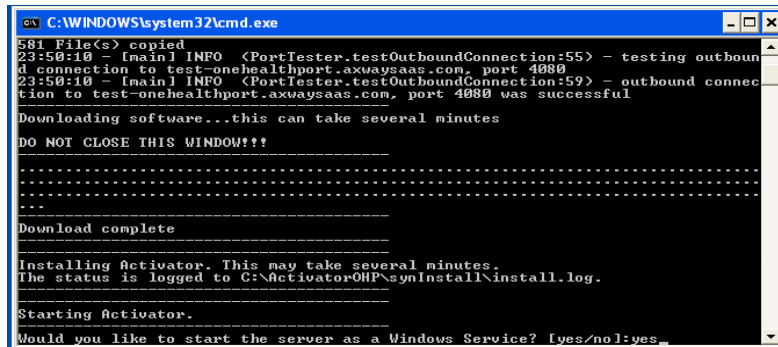 C:\WINDOWS\system32\cmd.exe
581 File(s) copied
23:50:10 - [main] INFO  (PortTester.testOutboundConnection:55) - testing outboun
d connection to test-onehealthport.axwaysaas.com, port 4080
23:50:10 - [main] INFO  (PortTester.testOutboundConnection:59) - outbound connec
tion to test-onehealthport.axwaysaas.com, port 4080 was successful
----------------------------------------
Downloading software...this can take several minutes
DO NOT CLOSE THIS WINDOW!!!
----------------------------------------
................................................................................
................................................................................
................................................................................
...
----------------------------------------
Download complete
----------------------------------------
----------------------------------------
Installing Activator. This may take several minutes.
The status is logged to C:\ActivatorOHP\synInstall\install.log.
----------------------------------------
----------------------------------------
Starting Activator.
----------------------------------------
Would you like to start the server as a Windows Service? [yes/no]:yes_